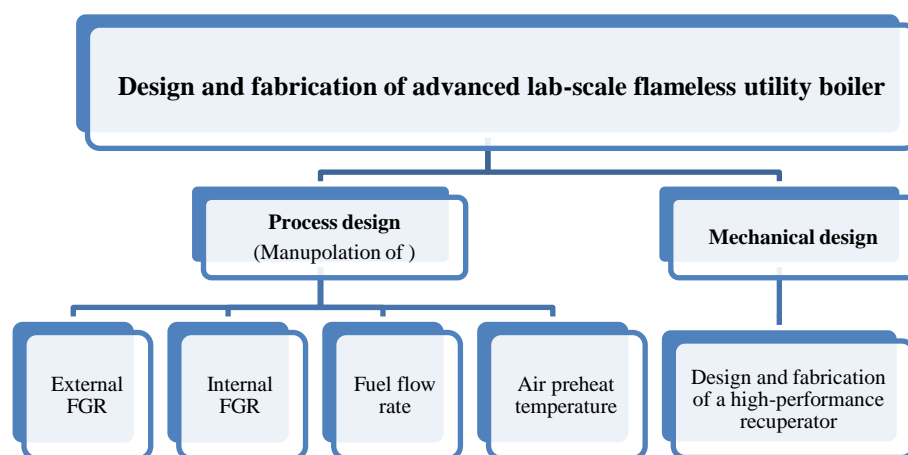 Design and fabrication of advanced lab-scale flameless utility boiler
Process design
(Manupolation of )
Mechanical design
External
FGR
Internal
FGR
Fuel flow
rate
Air preheat
temperature
Design and fabrication
of a high-performance
recuperator